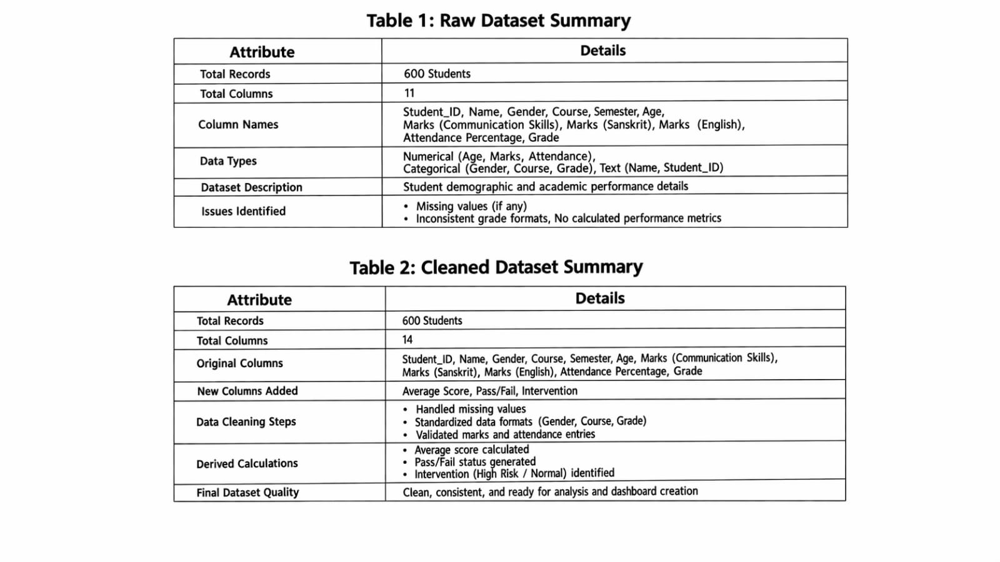 Table 1: Raw Dataset Summary
Attribute Details
Total Records 600 Students
Total Columns 11
Column Names Student_ID, Name, Gender, Course, Semester, Age,
Marks (Communication Skills), Marks (Sanskrit), Marks (English),
Attendance Percentage, Grade
Data Types Numerical (Age, Marks, Attendance),
Categorical (Gender, Course, Grade), Text (Name, Student_ID)
Dataset Description Student demographic and academic performance details
Issues Identified • Missing values (if any)
• Inconsistent grade formats, No calculated performance metrics
Table 2: Cleaned Dataset Summary
Attribute Details
Total Records 600 Students
Total Columns 14
Original Columns Student_ID, Name, Gender, Course, Semester, Age, Marks (Communication Skills),
Marks (Sanskrit), Marks (English), Attendance Percentage, Grade
New Columns Added Average Score, Pass/Fail, Intervention
Data Cleaning Steps • Handled missing values
• Standardized data formats (Gender, Course, Grade)
• Validated marks and attendance entries
Derived Calculations • Average score calculated
• Pass/Fail status generated
• Intervention (High Risk / Normal) identified
Final Dataset Quality Clean, consistent, and ready for analysis and dashboard creation